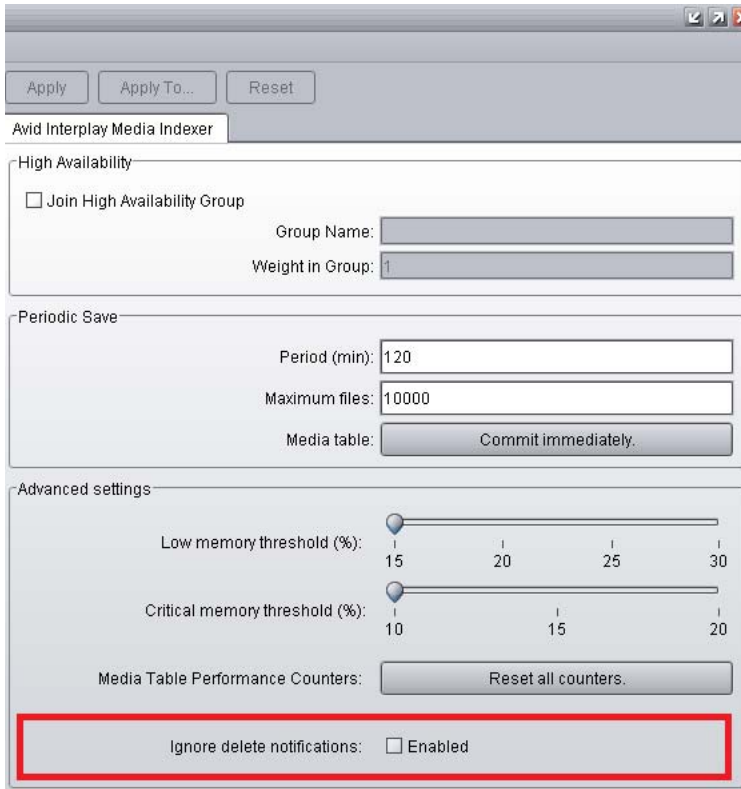 Apply Apply To... Reset
Avid Interplay Media Indexer
High Availability
Join High Availability Group
Group Name:
Weight in Group: 1
Periodic Save
Period (min): 120
Maximum files: 10000
Media table: Commit immediately.
Advanced settings
Low memory threshold (%):
15 20 25 30
Critical memory threshold (%):
10 15 20
Media Table Performance Counters: Reset all counters.
Ignore delete notifications: Enabled